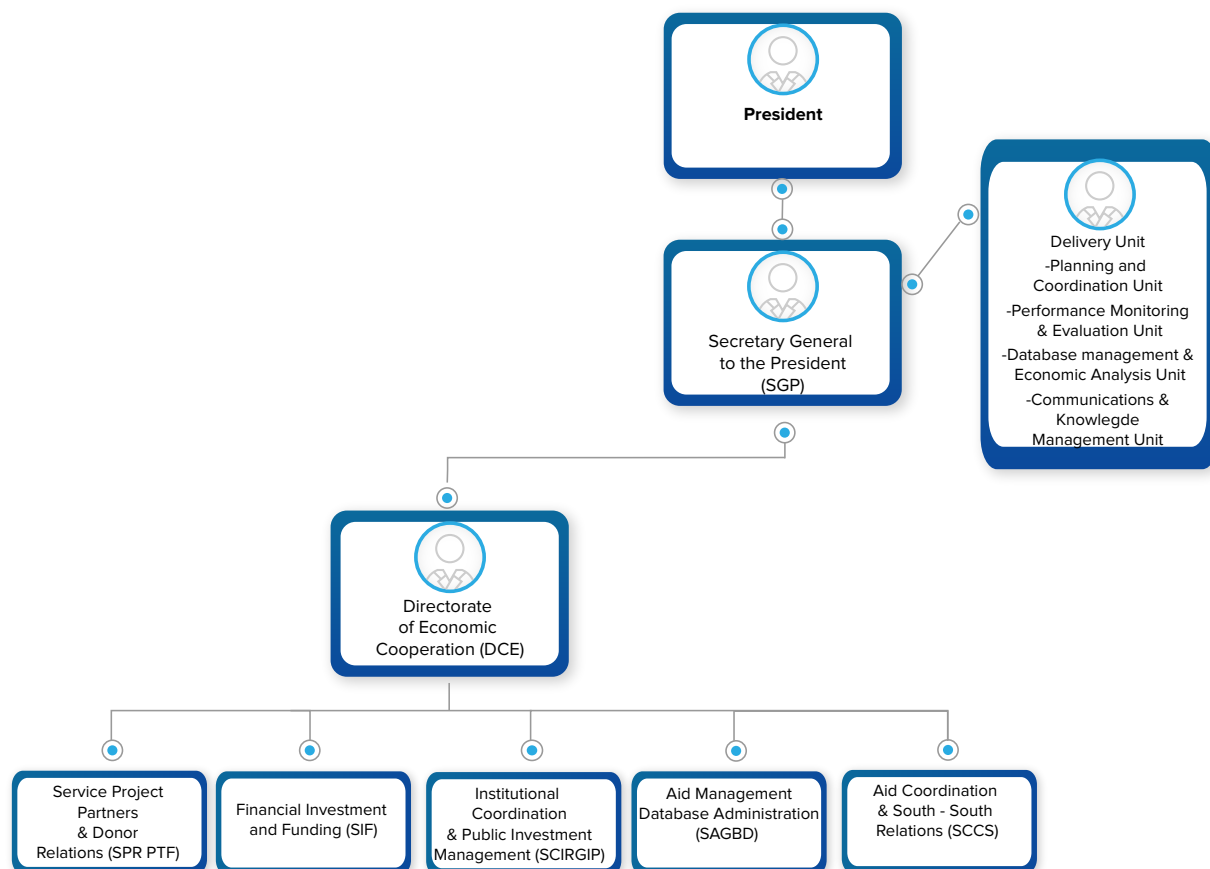 President
Delivery Unit
-Planning and
Coordination Unit
-Performance Monitoring
& Evaluation Unit
-Database management &
Economic Analysis Unit
-Communications &
Knowlegde
Management Unit
Secretary General
to the President
(SGP)
Directorate
of Economic
Cooperation (DCE)
Service Project
Partners
& Donor
Relations (SPR PTF)
Financial Investment
and Funding (SIF)
Institutional
Coordination
& Public Investment
Management (SCIRGIP)
Aid Management
Database Administration
(SAGBD)
Aid Coordination
& South - South
Relations (SCCS)